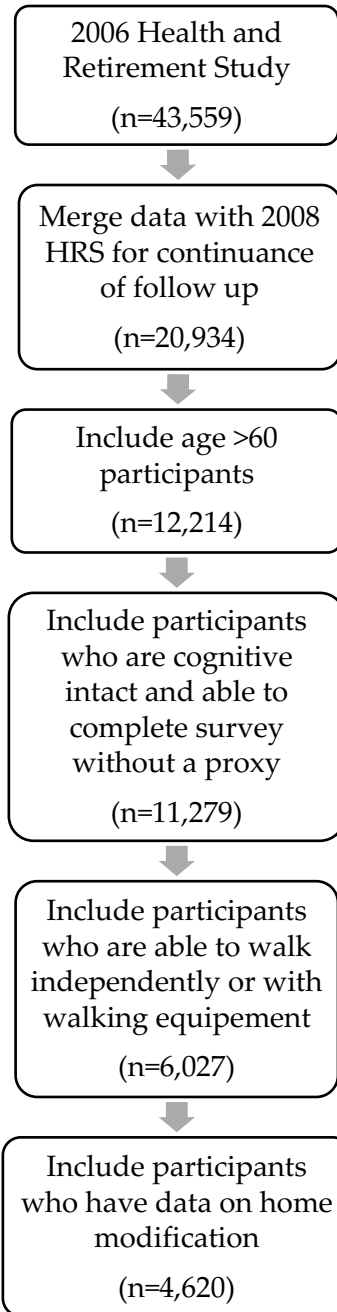 2006 Health and
Retirement Study
(n=43,559)
Merge data with 2008
HRS for continuance
of follow up
(n=20,934)
Include age >60
participants
(n=12,214)
Include participants
who are cognitive
intact and able to
complete survey
without a proxy
(n=11,279)
Include participants
who are able to walk
independently or with
walking equipement
(n=6,027)
Include participants
who have data on home
modification
(n=4,620)